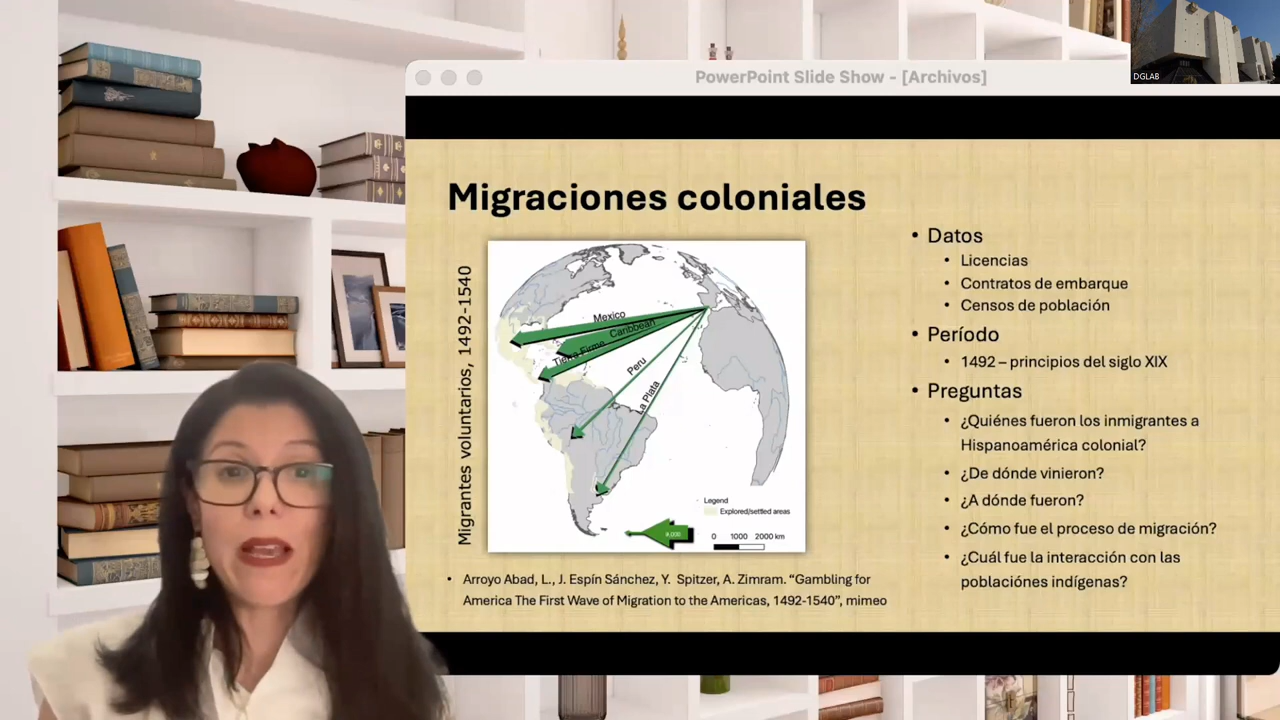 DGLAB
PowerPoint Slide Show - [Archivos]
Migraciones coloniales
Migrantes voluntarios, 1492-1540
Mexico
Caribbean
Tierra Firme
Peru
La Plata
Legend
Explored/settled areas
0 1000 2000 km
• Arroyo Abad, L., J. Espín Sánchez, Y. Spitzer, A. Zimram. “Gambling for
America The First Wave of Migration to the Americas, 1492-1540”, mimeo
• Datos
• Licencias
• Contratos de embarque
• Censos de población
• Período
• 1492 – principios del siglo XIX
• Preguntas
• ¿Quiénes fueron los inmigrantes a
Hispanoamérica colonial?
• ¿De dónde vinieron?
• ¿A dónde fueron?
• ¿Cómo fue el proceso de migración?
• ¿Cuál fue la interacción con las
poblaciónes indígenas?